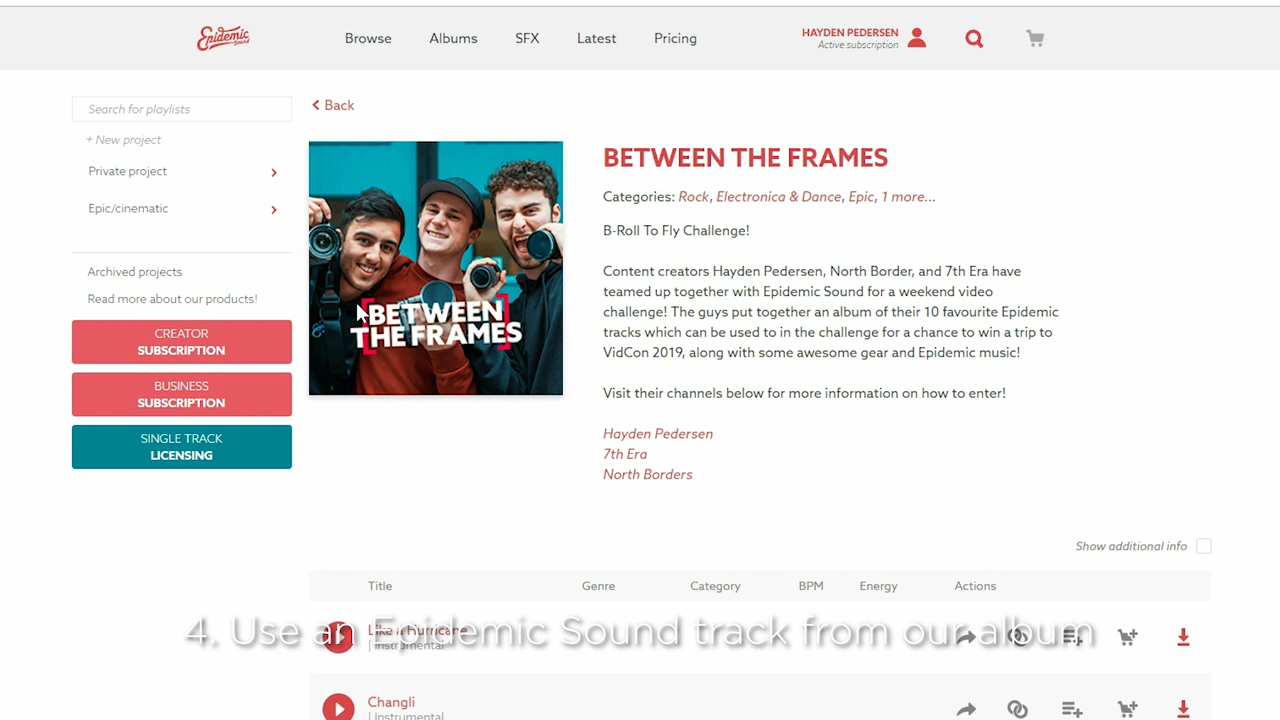 Epidemic Sound
Browse
Albums
SFX
Latest
Pricing
HAYDEN PEDERSEN
Active subscription
Search for playlists
+ New project
Private project
Epic/cinematic
Archived projects
Read more about our products!
CREATOR
SUBSCRIPTION
BUSINESS
SUBSCRIPTION
SINGLE TRACK
LICENSING
Back
BETWEEN
THE FRAMES
BETWEEN THE FRAMES
Categories: Rock, Electronica & Dance, Epic, 1 more...
B-Roll To Fly Challenge!
Content creators Hayden Pedersen, North Border, and 7th Era have
teamed up together with Epidemic Sound for a weekend video
challenge! The guys put together an album of their 10 favourite Epidemic
tracks which can be used to in the challenge for a chance to win a trip to
VidCon 2019, along with some awesome gear and Epidemic music!
Visit their channels below for more information on how to enter!
Hayden Pedersen
7th Era
North Borders
Show additional info
Title Genre Category BPM Energy Actions
Like a Hurricane
| Instrumental
4. Use an Epidemic Sound track from our album
Changli
| Instrumental